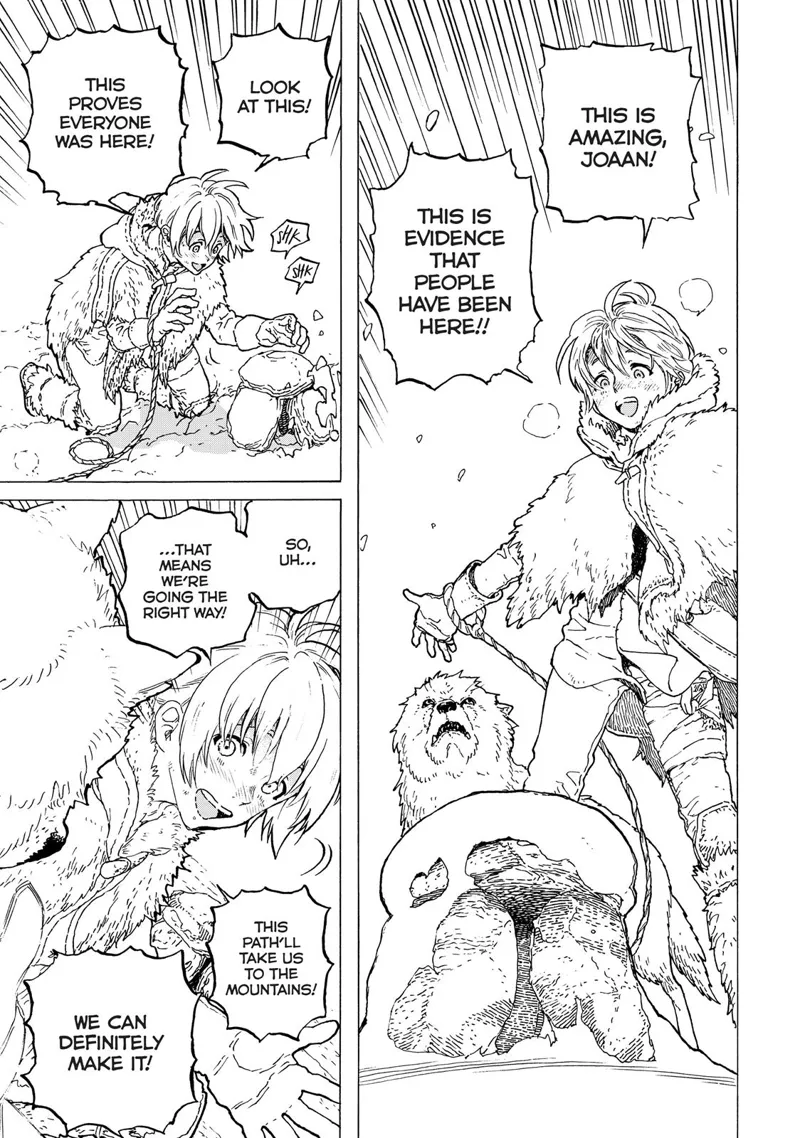 THIS IS
AMAZING,
JOAAN!
THIS IS
EVIDENCE
THAT
PEOPLE
HAVE BEEN
HERE!!
LOOK
AT THIS!
THIS
PROVES
EVERYONE
WAS HERE!
SHK
SHK
SO,
UH...
...THAT
MEANS
WE'RE
GOING THE
RIGHT WAY!
THIS
PATH'LL
TAKE US
TO THE
MOUNTAINS!
WE CAN
DEFINITELY
MAKE IT!